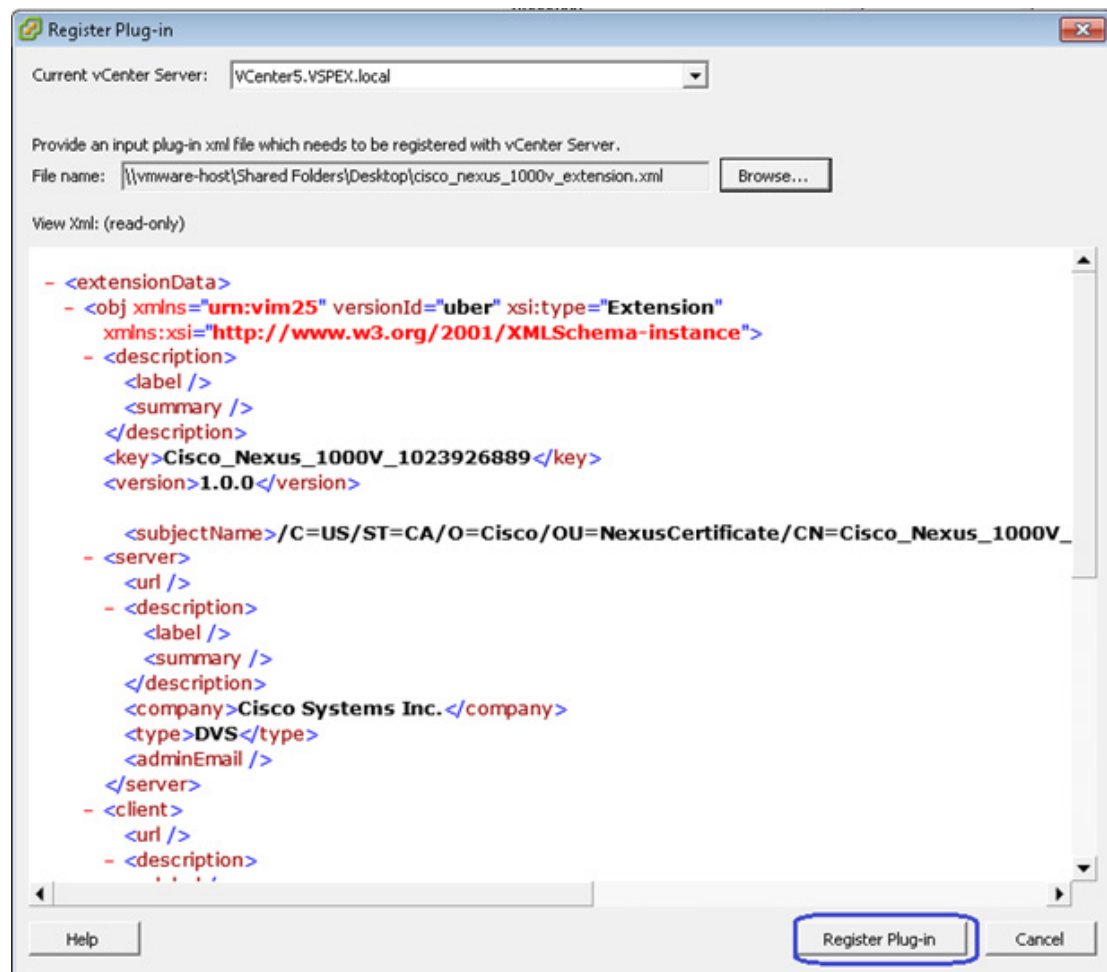 Register Plug-in
Current vCenter Server: VCenter5.VSPEX.local
Provide an input plug-in xml file which needs to be registered with vCenter Server.
File name: \\vmware-host\Shared Folders\Desktop\cisco_nexus_1000v_extension.xml Browse...
View Xml: (read-only)
- <extensionData>
- <obj xmlns="urn:vim25" versionId="uber" xsi:type="Extension"
xmlns:xsi="http://www.w3.org/2001/XMLSchema-instance">
- <description>
<label />
<summary />
</description>
<key>Cisco_Nexus_1000V_1023926889</key>
<version>1.0.0</version>
<subjectName>/C=US/ST=CA/O=Cisco/OU=NexusCertificate/CN=Cisco_Nexus_1000V_
- <server>
<url />
- <description>
<label />
<summary />
</description>
<company>Cisco Systems Inc.</company>
<type>DVS</type>
<adminEmail />
</server>
- <client>
<url />
- <description>
Help Register Plug-in Cancel